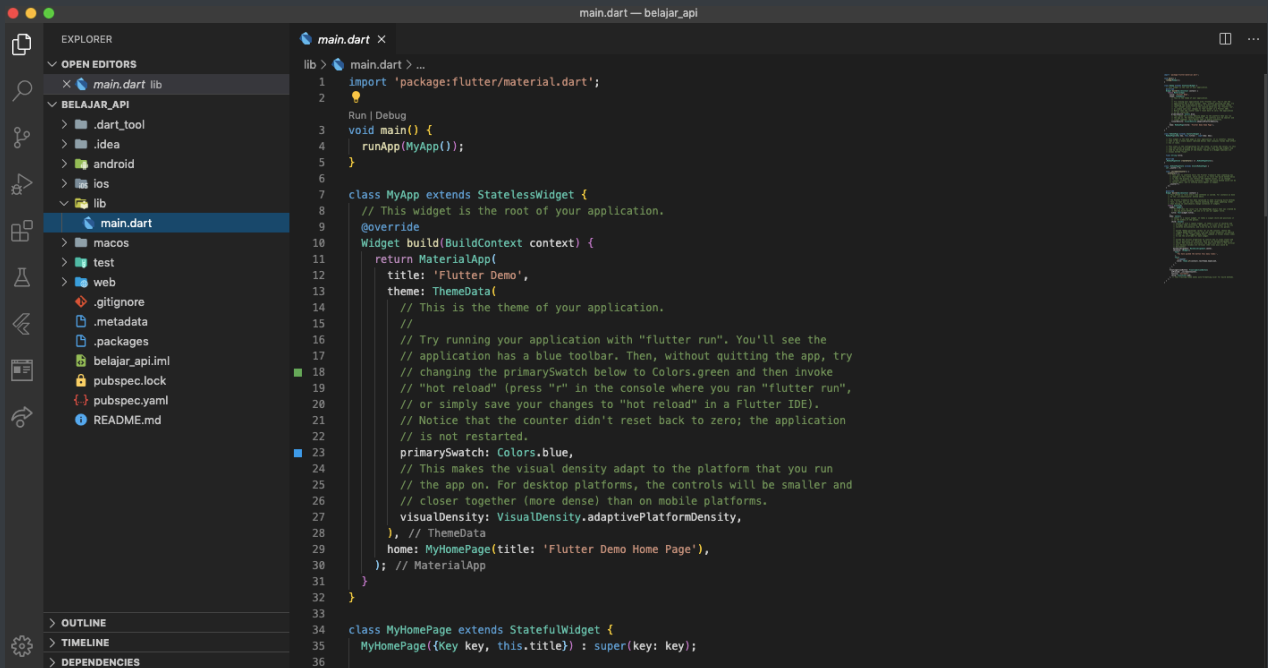 main.dart — belajar_api
EXPLORER
OPEN EDITORS
main.dart lib
BELAJAR_API
.dart_tool
.idea
android
ios
lib
main.dart
macos
test
web
.gitignore
.metadata
.packages
belajar_api.iml
pubspec.lock
pubspec.yaml
README.md
OUTLINE
TIMELINE
DEPENDENCIES
main.dart
lib > main.dart > ...
1 import 'package:flutter/material.dart';
2
Run | Debug
3 void main() {
4 runApp(MyApp());
5 }
6
7 class MyApp extends StatelessWidget {
8 // This widget is the root of your application.
9 @override
10 Widget build(BuildContext context) {
11 return MaterialApp(
12 title: 'Flutter Demo',
13 theme: ThemeData(
14 // This is the theme of your application.
15 //
16 // Try running your application with "flutter run". You'll see the
17 // application has a blue toolbar. Then, without quitting the app, try
18 // changing the primarySwatch below to Colors.green and then invoke
19 // "hot reload" (press "r" in the console where you ran "flutter run",
20 // or simply save your changes to "hot reload" in a Flutter IDE).
21 // Notice that the counter didn't reset back to zero; the application
22 // is not restarted.
23 primarySwatch: Colors.blue,
24 // This makes the visual density adapt to the platform that you run
25 // the app on. For desktop platforms, the controls will be smaller and
26 // closer together (more dense) than on mobile platforms.
27 visualDensity: VisualDensity.adaptivePlatformDensity,
28 ), // ThemeData
29 home: MyHomePage(title: 'Flutter Demo Home Page'),
30 ); // MaterialApp
31 }
32 }
33
34 class MyHomePage extends StatefulWidget {
35 MyHomePage({Key key, this.title}) : super(key: key);
36